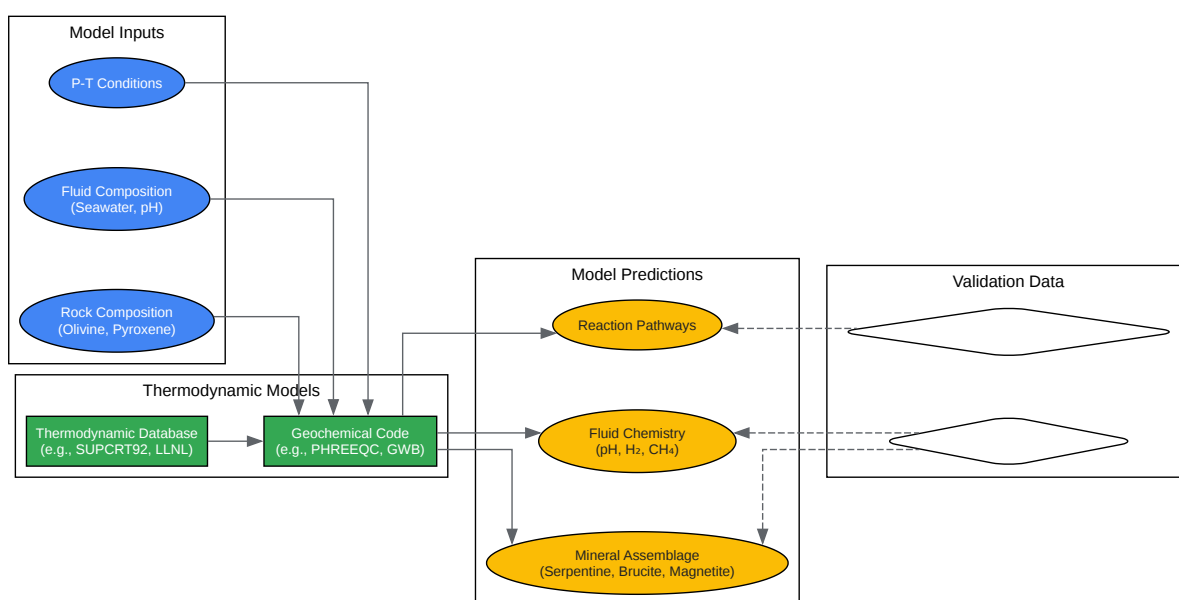 Model Inputs
P-T Conditions
Fluid Composition
(Seawater, pH)
Rock Composition
(Olivine, Pyroxene)
Thermodynamic Models
Thermodynamic Database
(e.g., SUPCRT92, LLNL)
Geochemical Code
(e.g., PHREEQC, GWB)
Model Predictions
Reaction Pathways
Fluid Chemistry
(pH, H₂, CH₄)
Mineral Assemblage
(Serpentine, Brucite, Magnetite)
Validation Data